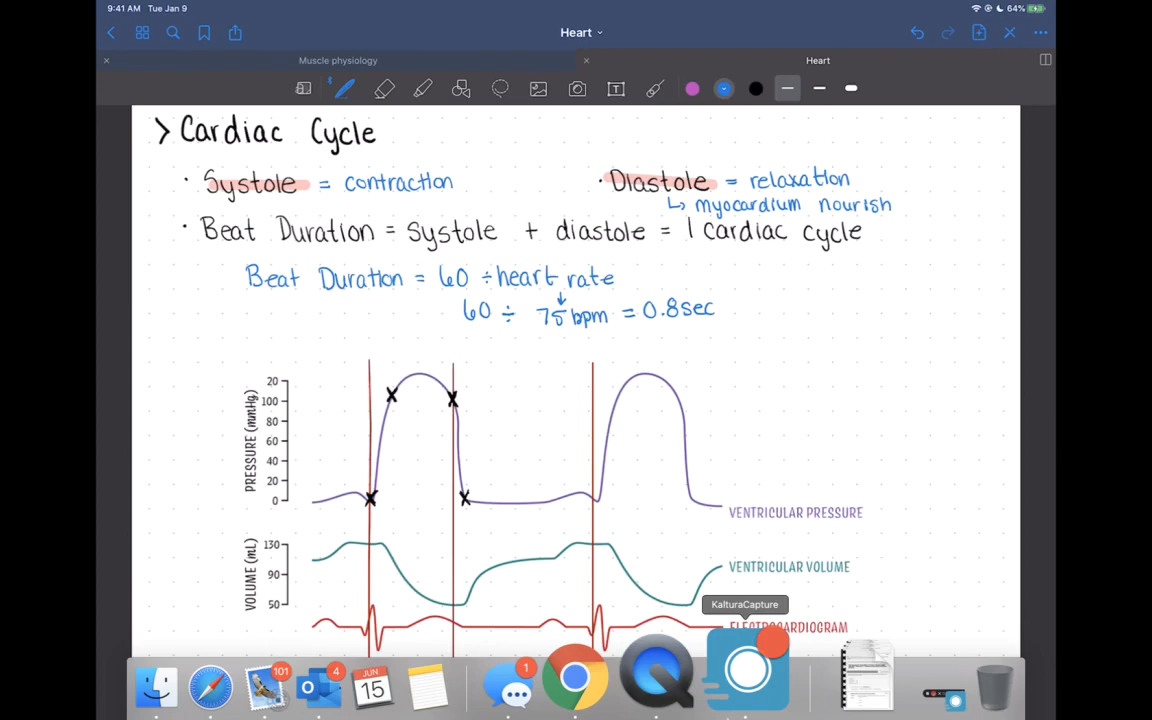 9:41 AM Tue Jan 9
64%
Heart
Muscle physiology
Heart
> Cardiac Cycle
· Systole = contraction
· Diastole = relaxation
↳ myocardium nourish
· Beat Duration = Systole + diastole = 1 cardiac cycle
Beat Duration = 60 ÷ heart rate
60 ÷ 75 bpm = 0.8 sec
PRESSURE (mmHg)
20
100
80
60
40
20
0
VENTRICULAR PRESSURE
VOLUME (mL)
130
90
50
VENTRICULAR VOLUME
KalturaCapture
ELECTROCARDIOGRAM
101
4
JUN
15
1